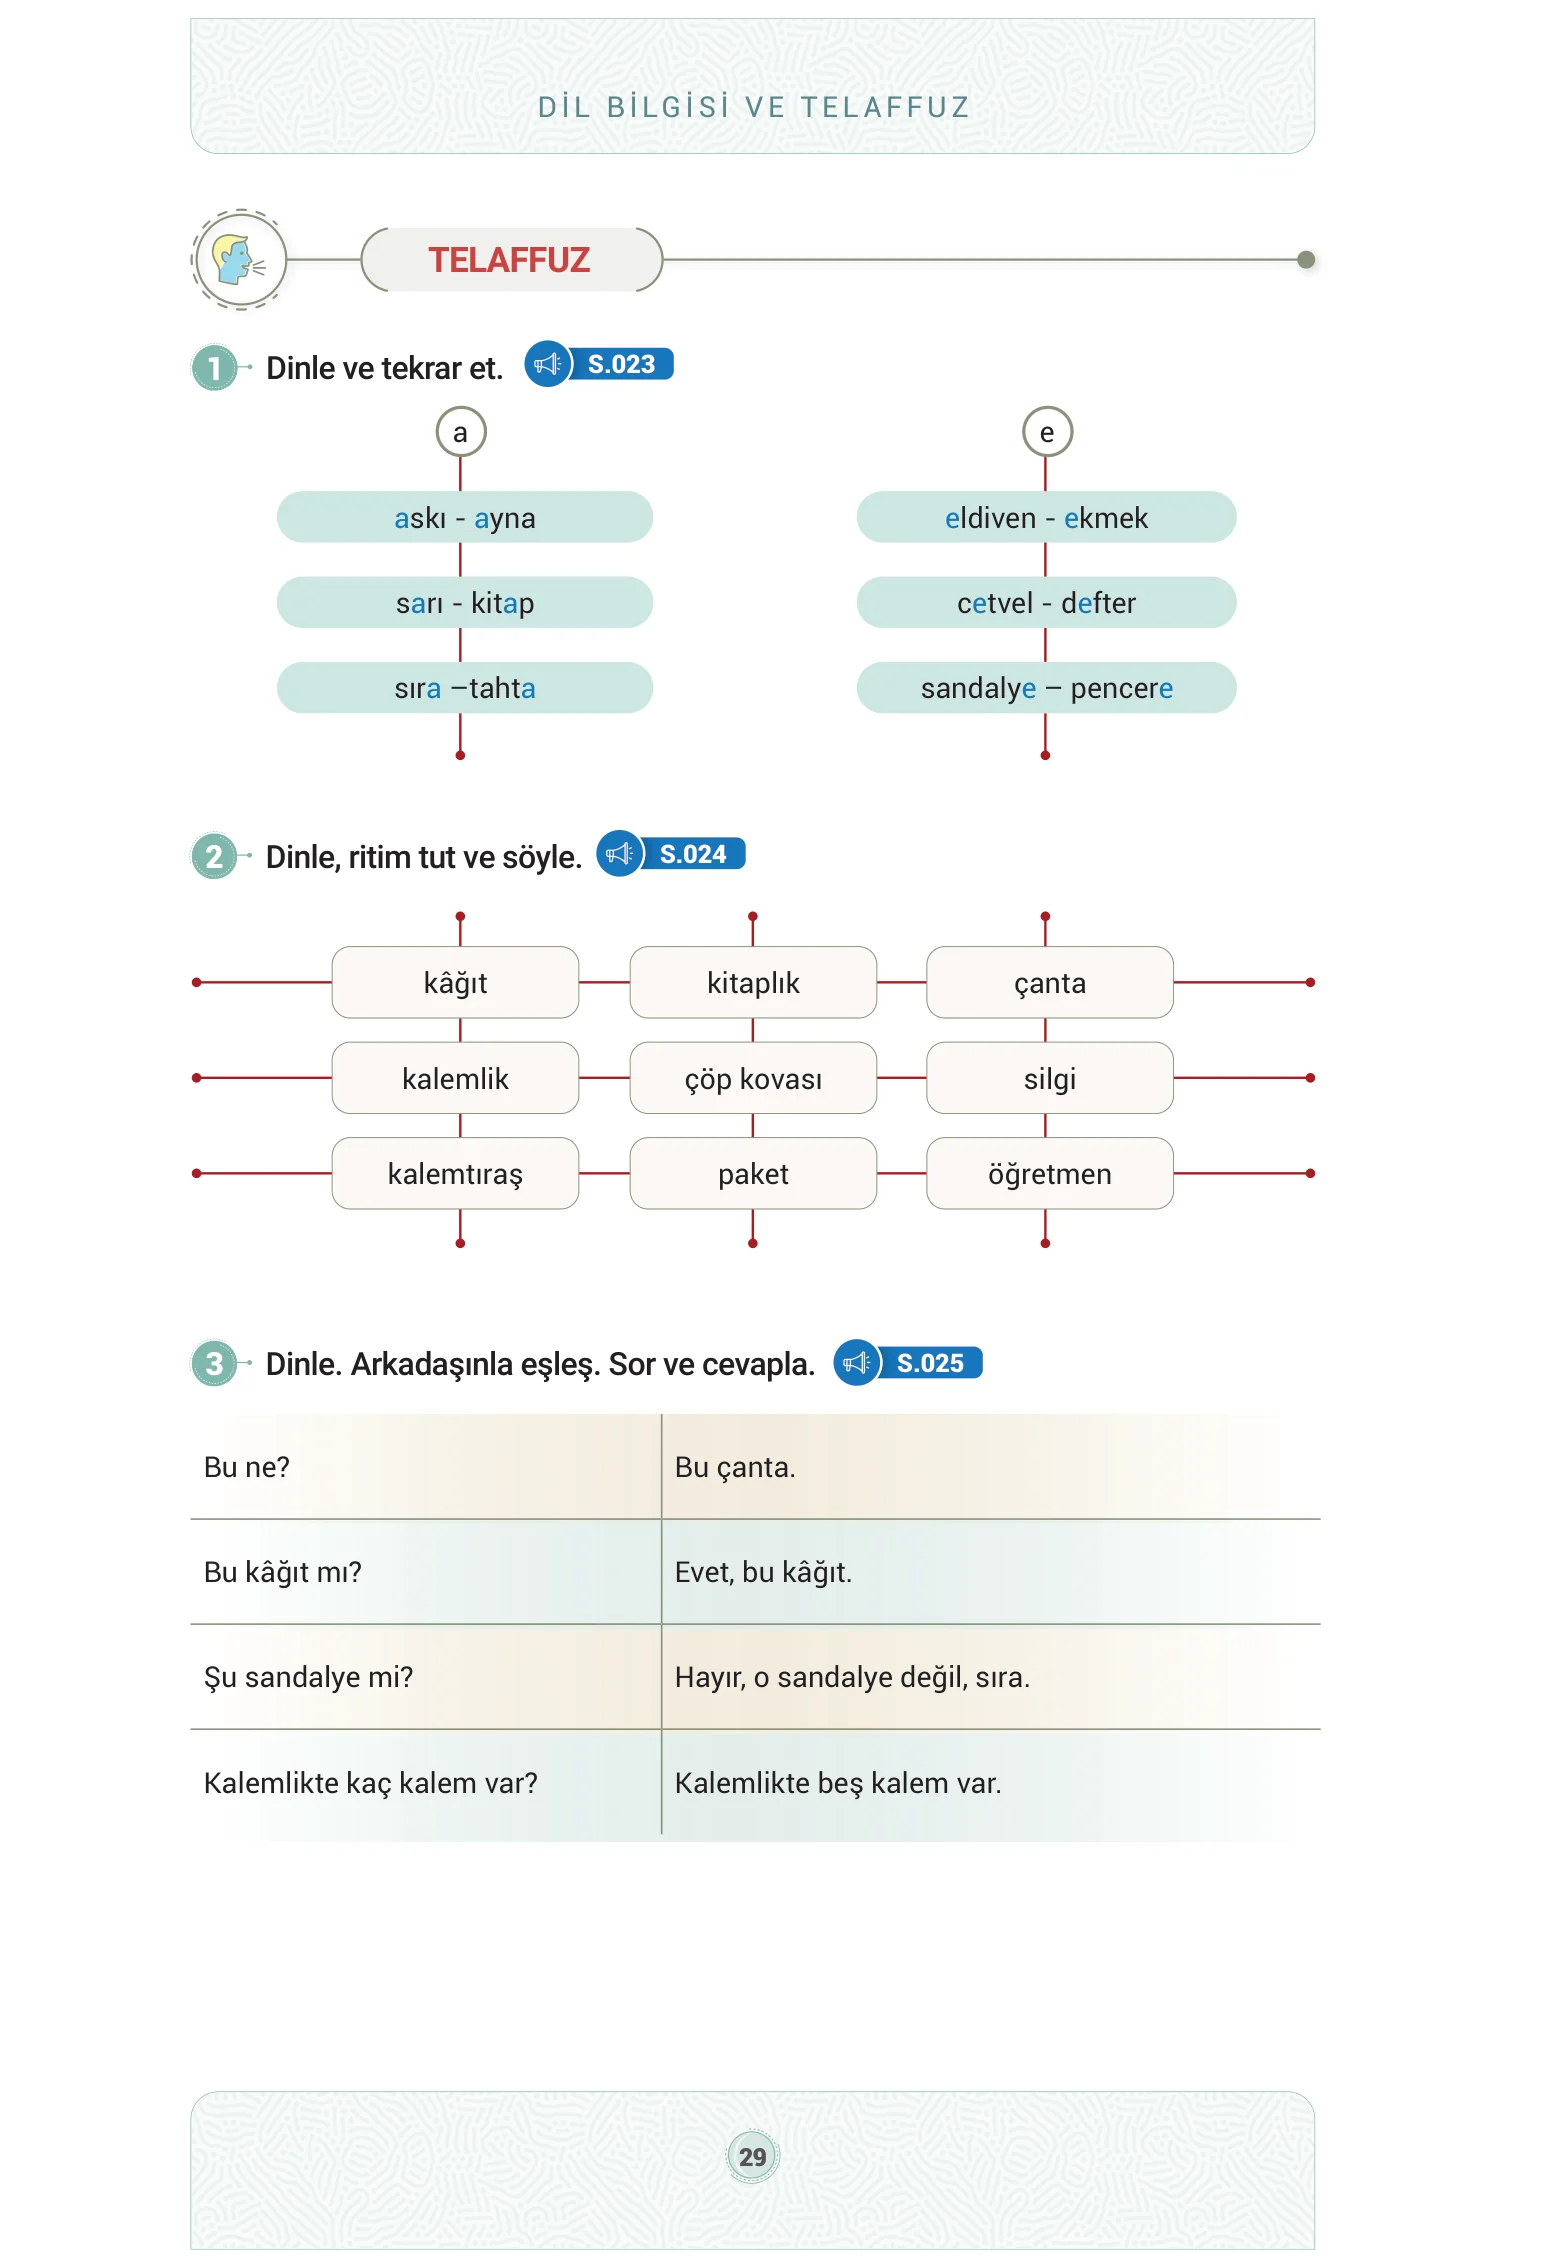 DİL BİLGİSİ VE TELAFFUZ
TELAFFUZ
1 Dinle ve tekrar et. S.023
a
askı - ayna
sarı - kitap
sıra –tahta
e
eldiven - ekmek
cetvel - defter
sandalye – pencere
2 Dinle, ritim tut ve söyle. S.024
kâğıt kitaplık çanta
kalemlik çöp kovası silgi
kalemtıraş paket öğretmen
3 Dinle. Arkadaşınla eşleş. Sor ve cevapla. S.025
Bu ne? Bu çanta.
Bu kâğıt mı? Evet, bu kâğıt.
Şu sandalye mi? Hayır, o sandalye değil, sıra.
Kalemlikte kaç kalem var? Kalemlikte beş kalem var.
29